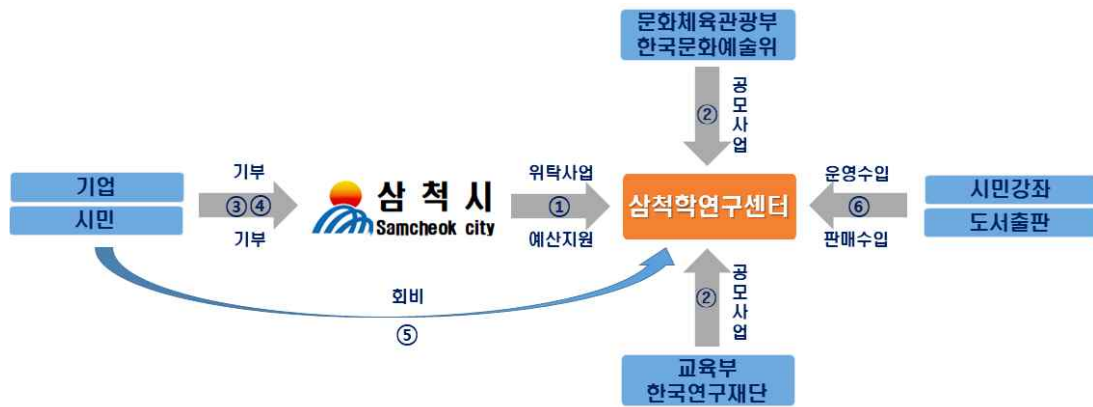 문화체육관광부
한국문화예술위
②
공모사업
기업
시민
기부
③④
기부
삼척시
Samcheok city
위탁사업
①
예산지원
삼척학연구센터
운영수입
⑥
판매수입
시민강좌
도서출판
회비
⑤
②
공모사업
교육부
한국연구재단